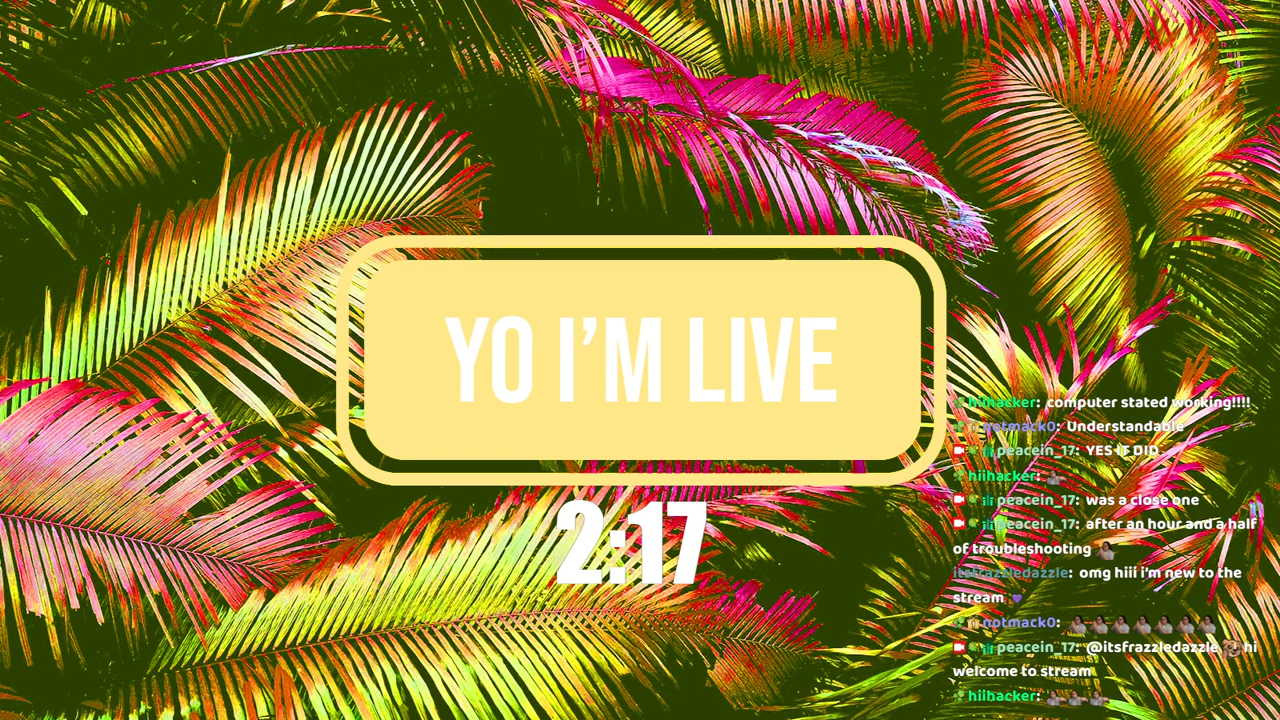 YO I'M LIVE
2:17
hiihacker: computer stated working!!!!
notmack0: Understandable
peacein_17: YES IT DID
hiihacker:
peacein_17: was a close one
peacein_17: after an hour and a half
of troubleshooting
itsfrazzledazzle: omg hiii i'm new to the
stream
notmack0:
peacein_17: @itsfrazzledazzle hi
welcome to stream
hiihacker: